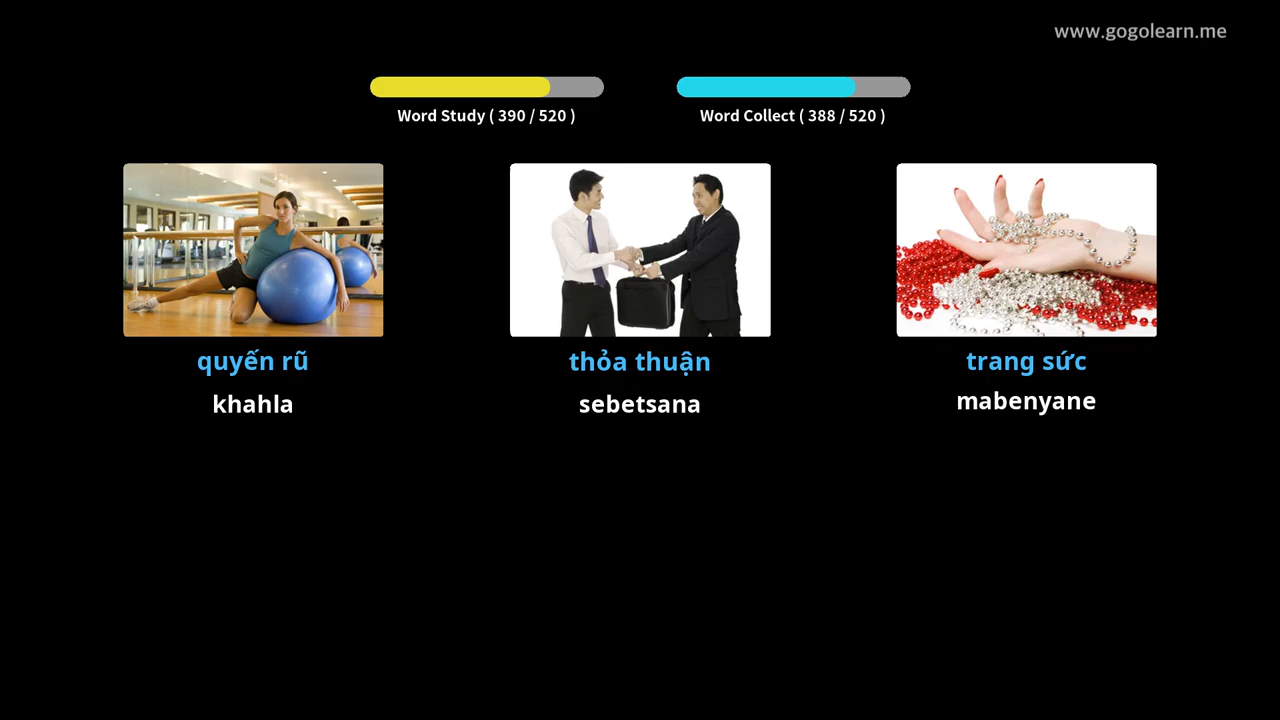 www.gogolearn.me
Word Study ( 390 / 520 )
Word Collect ( 388 / 520 )
quyến rũ
thỏa thuận
trang sức
khahla
sebetsana
mabenyane